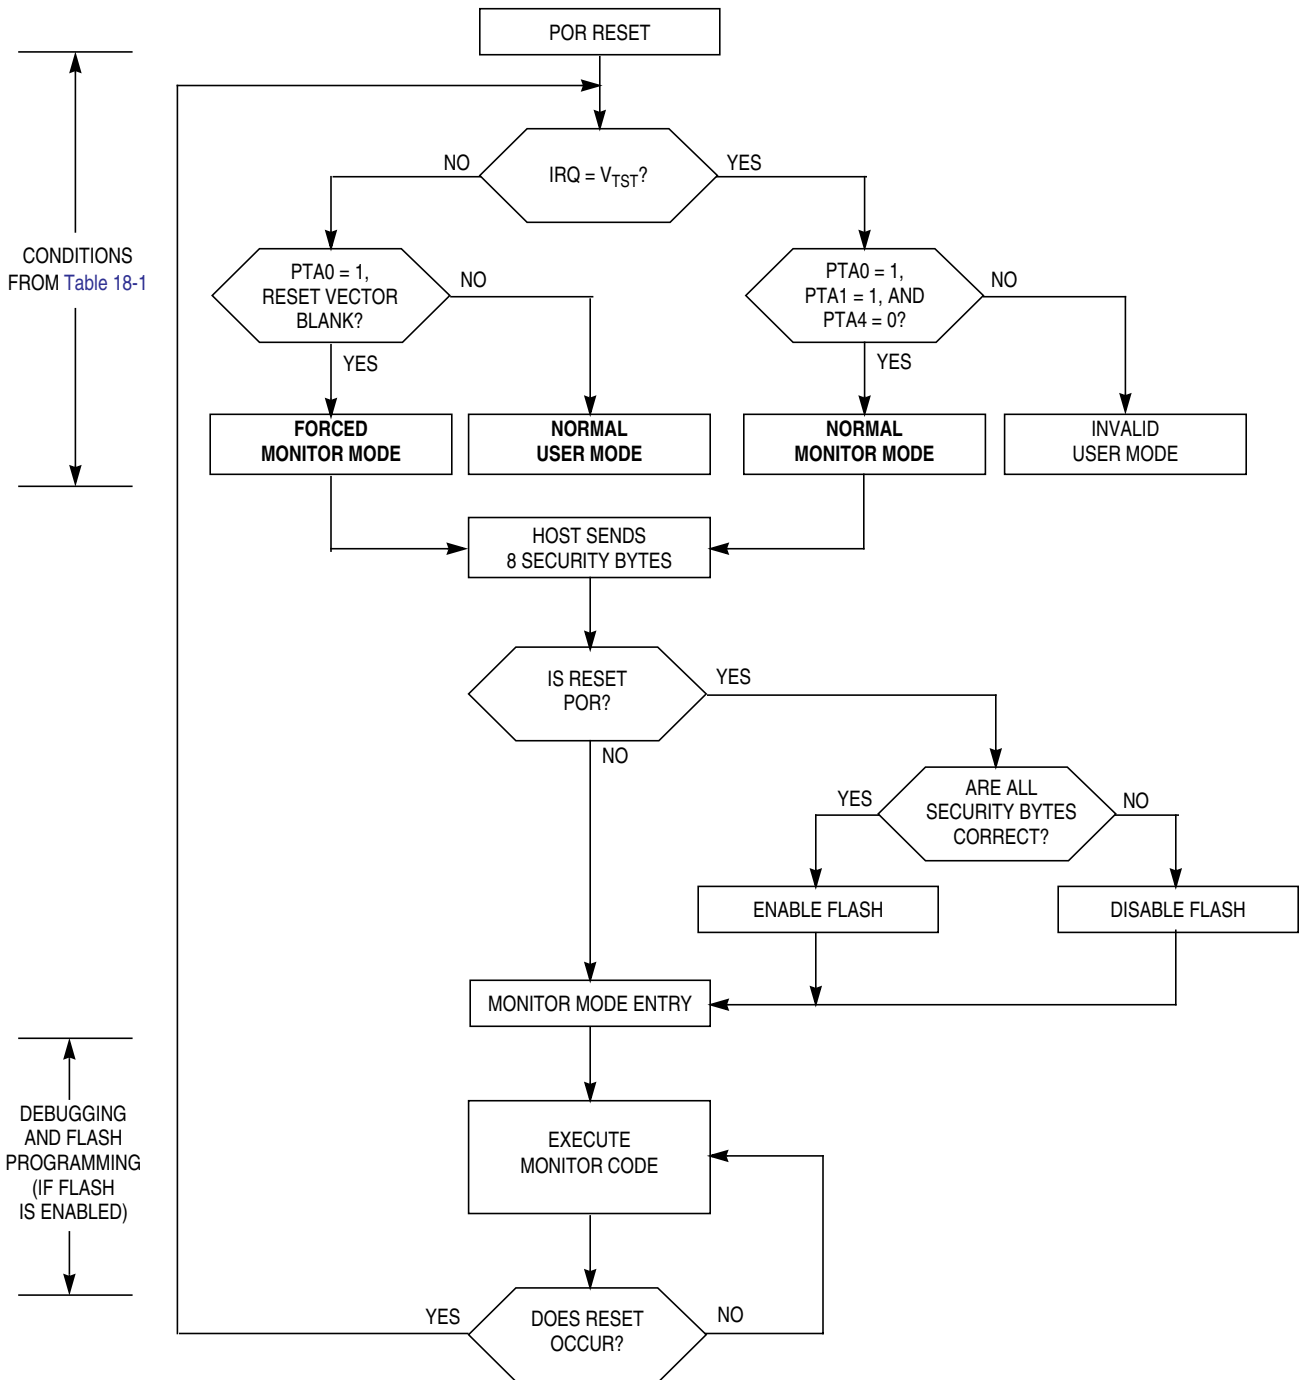 POR RESET
NO
IRQ = VTST?
YES
CONDITIONS
FROM Table 18-1
PTA0 = 1,
RESET VECTOR
BLANK?
NO
YES
PTA0 = 1,
PTA1 = 1, AND
PTA4 = 0?
NO
YES
FORCED
MONITOR MODE
NORMAL
USER MODE
NORMAL
MONITOR MODE
INVALID
USER MODE
HOST SENDS
8 SECURITY BYTES
IS RESET
POR?
YES
NO
ARE ALL
SECURITY BYTES
CORRECT?
YES
NO
ENABLE FLASH
DISABLE FLASH
MONITOR MODE ENTRY
DEBUGGING
AND FLASH
PROGRAMMING
(IF FLASH
IS ENABLED)
EXECUTE
MONITOR CODE
YES
DOES RESET
OCCUR?
NO